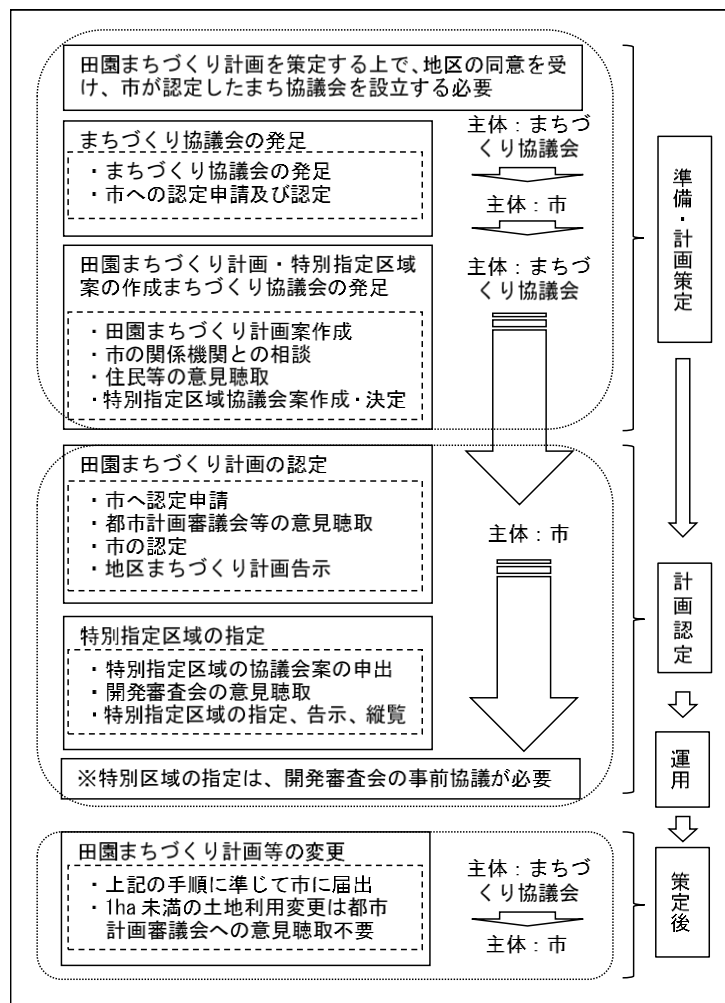 田園まちづくり計画を策定する上で、地区の同意を受
け、市が認定したまち協議会を設立する必要
まちづくり協議会の発足
・まちづくり協議会の発足
・市への認定申請及び認定
主体：まちづ
くり協議会
主体：市
田園まちづくり計画・特別指定区域
案の作成まちづくり協議会の発足
・田園まちづくり計画案作成
・市の関係機関との相談
・住民等の意見聴取
・特別指定区域協議会案作成・決定
主体：まちづ
くり協議会
準備・計画策定
田園まちづくり計画の認定
・市へ認定申請
・都市計画審議会等の意見聴取
・市の認定
・地区まちづくり計画告示
主体：市
特別指定区域の指定
・特別指定区域の協議会案の申出
・開発審査会の意見聴取
・特別指定区域の指定、告示、縦覧
※特別区域の指定は、開発審査会の事前協議が必要
計画認定
運用
田園まちづくり計画等の変更
・上記の手順に準じて市に届出
・1ha 未満の土地利用変更は都市
計画審議会への意見聴取不要
主体：まちづ
くり協議会
主体：市
策定後